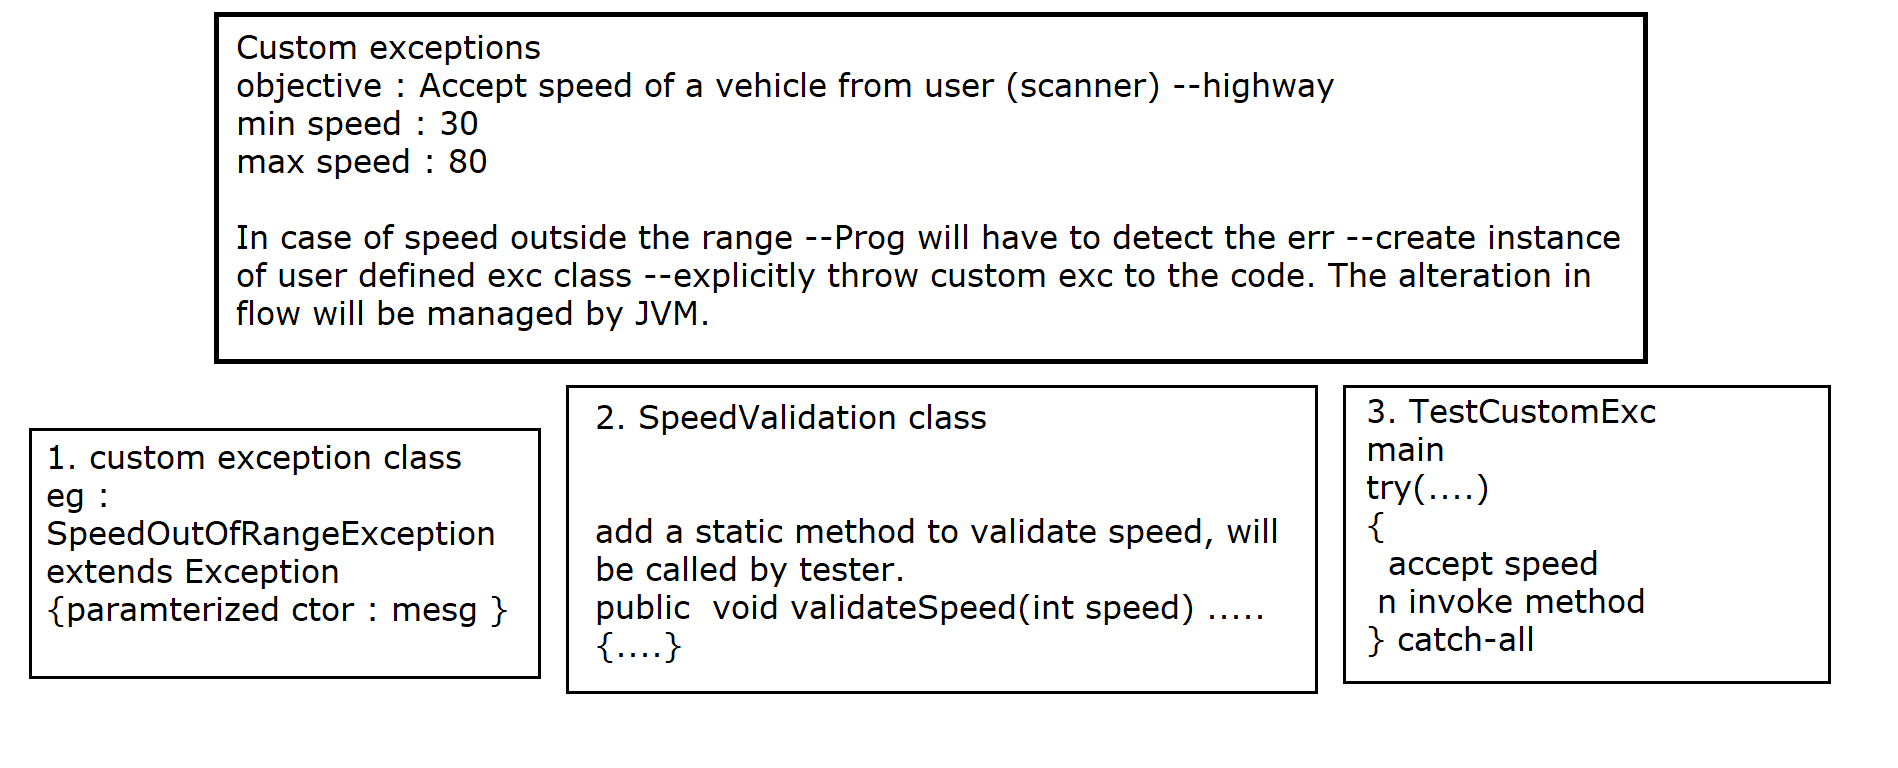 Custom exceptions
objective : Accept speed of a vehicle from user (scanner) --highway
min speed : 30
max speed : 80
In case of speed outside the range --Prog will have to detect the err --create instance
of user defined exc class --explicitly throw custom exc to the code. The alteration in
flow will be managed by JVM.
1. custom exception class
eg :
SpeedOutOfRangeException
extends Exception
{paramterized ctor : mesg }
2. SpeedValidation class
add a static method to validate speed, will
be called by tester.
public  void validateSpeed(int speed) .....
{....}
3. TestCustomExc
main
try(....)
{
accept speed
n invoke method
} catch-all